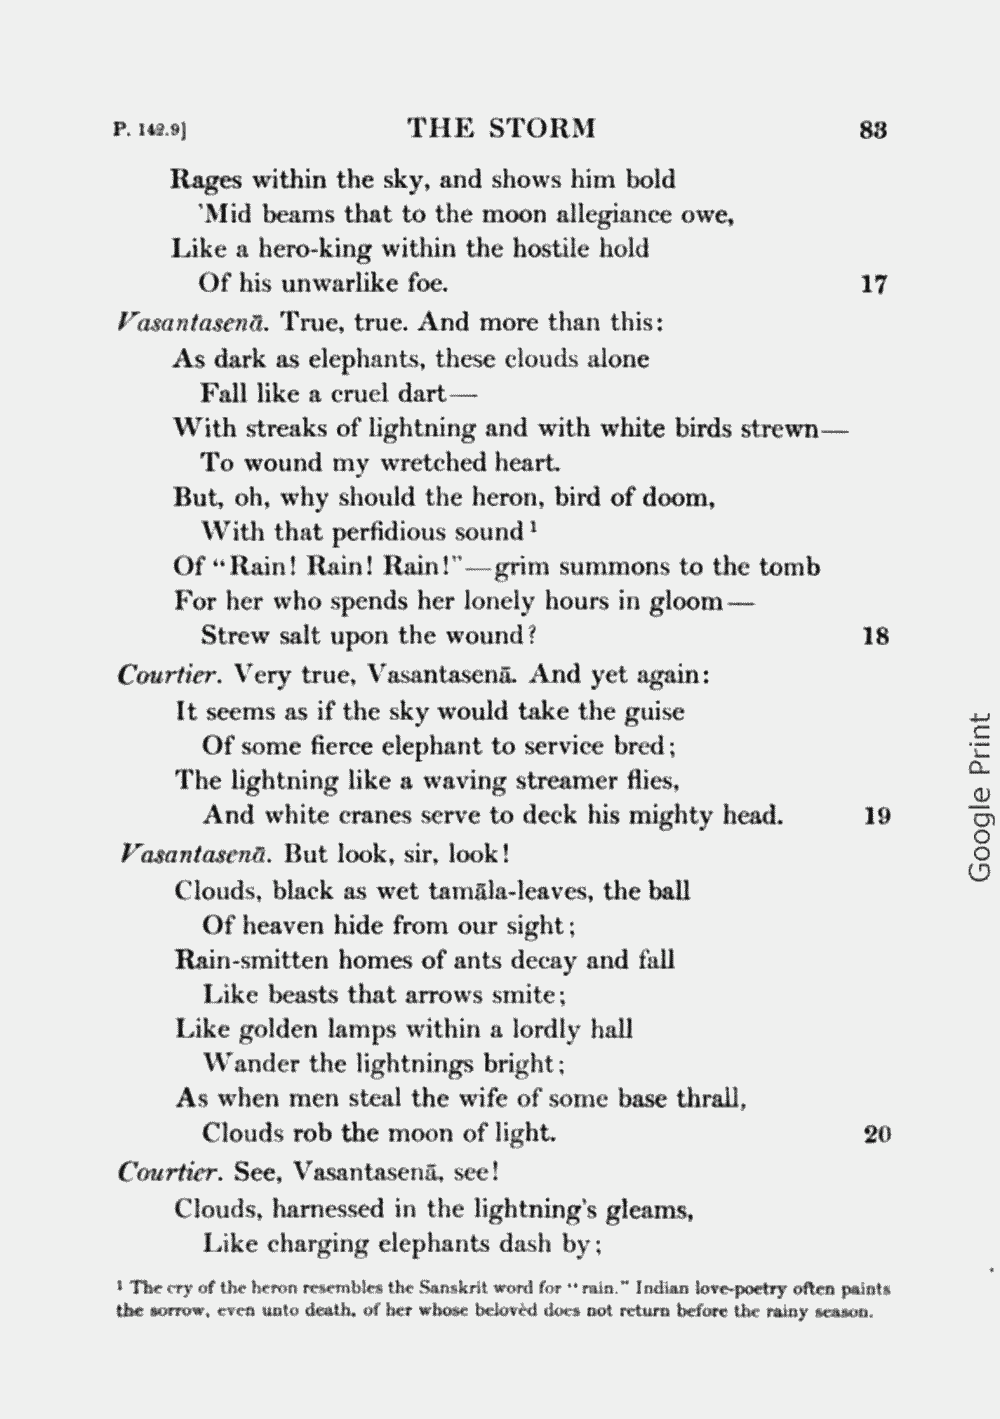 P. 142.9] THE STORM 83
Rages within the sky, and shows him bold
'Mid beams that to the moon allegiance owe,
Like a hero-king within the hostile hold
Of his unwarlike foe. 17
Vasantasenā. True, true. And more than this:
As dark as elephants, these clouds alone
Fall like a cruel dart—
With streaks of lightning and with white birds strewn—
To wound my wretched heart.
But, oh, why should the heron, bird of doom,
With that perfidious sound ¹
Of “Rain! Rain! Rain!”—grim summons to the tomb
For her who spends her lonely hours in gloom—
Strew salt upon the wound? 18
Courtier. Very true, Vasantasenā. And yet again:
It seems as if the sky would take the guise
Of some fierce elephant to service bred;
The lightning like a waving streamer flies,
And white cranes serve to deck his mighty head. 19
Vasantasenā. But look, sir, look!
Clouds, black as wet tamāla-leaves, the ball
Of heaven hide from our sight;
Rain-smitten homes of ants decay and fall
Like beasts that arrows smite;
Like golden lamps within a lordly hall
Wander the lightnings bright;
As when men steal the wife of some base thrall,
Clouds rob the moon of light. 20
Courtier. See, Vasantasenā, see!
Clouds, harnessed in the lightning's gleams,
Like charging elephants dash by;
¹ The cry of the heron resembles the Sanskrit word for “rain.” Indian love-poetry often paints
the sorrow, even unto death, of her whose belovèd does not return before the rainy season.
Google Print